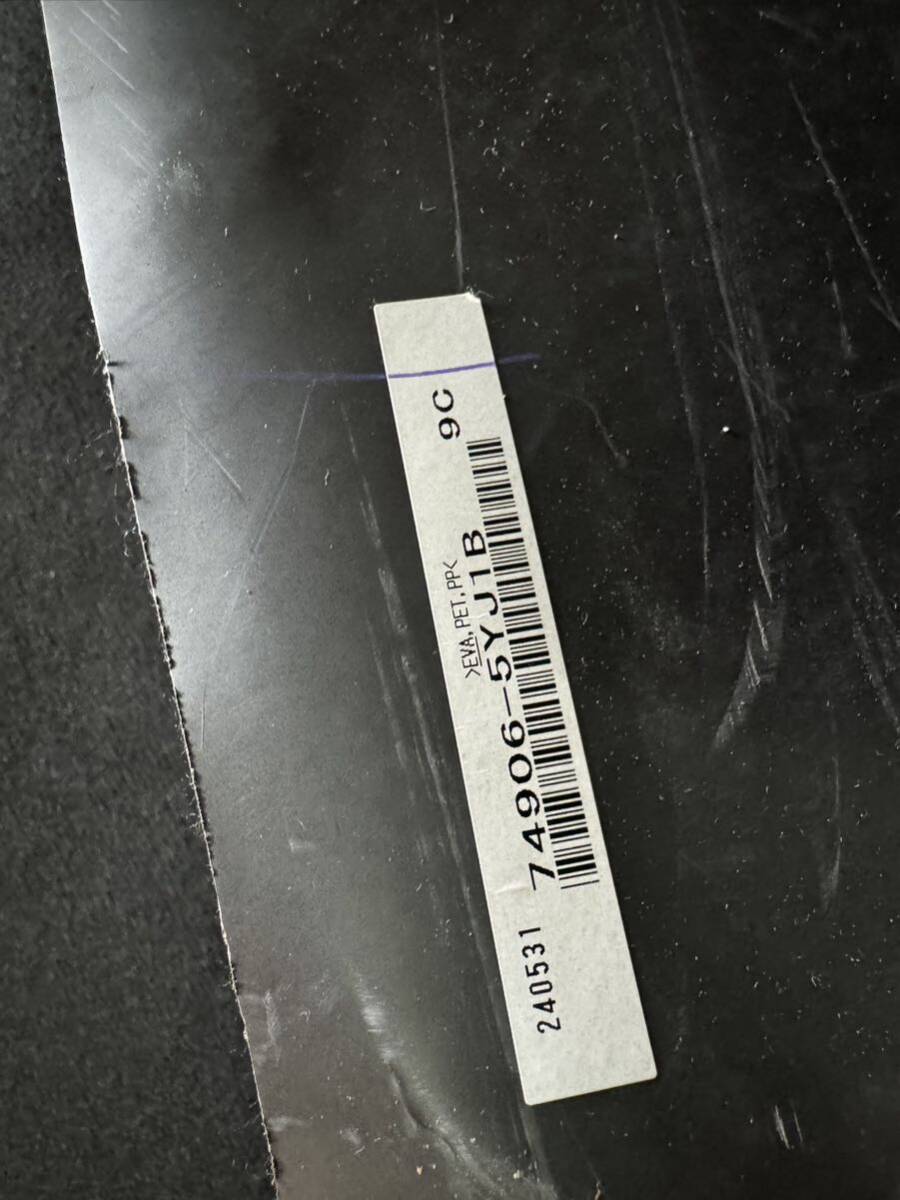 9C
>EVA,PET,PP<
74906-5YJ1B
240531